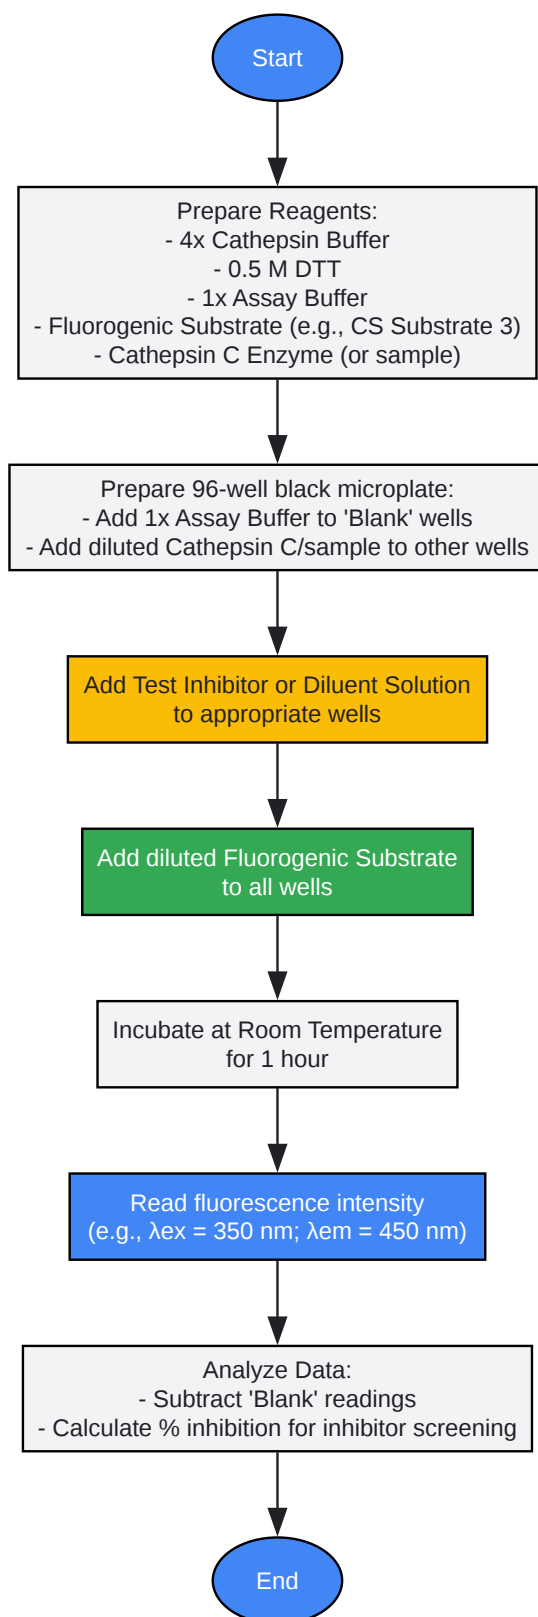 Start
Prepare Reagents:
- 4x Cathepsin Buffer
- 0.5 M DTT
- 1x Assay Buffer
- Fluorogenic Substrate (e.g., CS Substrate 3)
- Cathepsin C Enzyme (or sample)
Prepare 96-well black microplate:
- Add 1x Assay Buffer to 'Blank' wells
- Add diluted Cathepsin C/sample to other wells
Add Test Inhibitor or Diluent Solution
to appropriate wells
Add diluted Fluorogenic Substrate
to all wells
Incubate at Room Temperature
for 1 hour
Read fluorescence intensity
(e.g., λex = 350 nm; λem = 450 nm)
Analyze Data:
- Subtract 'Blank' readings
- Calculate % inhibition for inhibitor screening
End